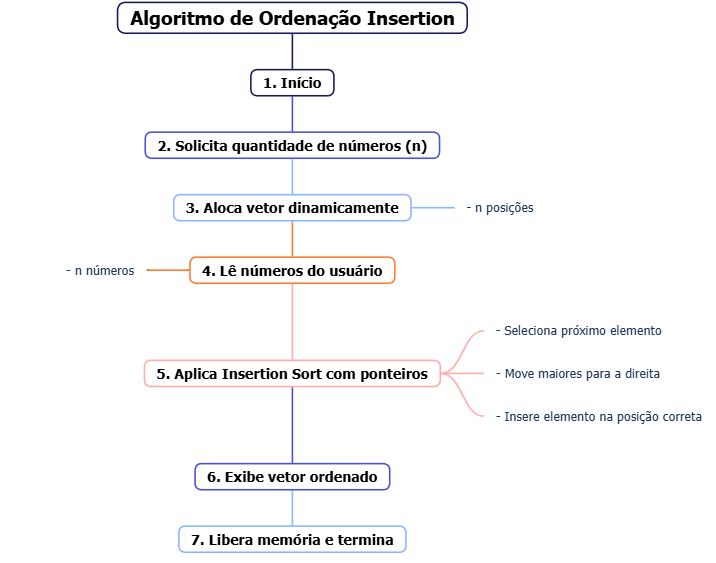 Algoritmo de Ordenação Insertion
1. Início
2. Solicita quantidade de números (n)
3. Aloca vetor dinamicamente
- n posições
- n números
4. Lê números do usuário
5. Aplica Insertion Sort com ponteiros
- Seleciona próximo elemento
- Move maiores para a direita
- Insere elemento na posição correta
6. Exibe vetor ordenado
7. Libera memória e termina